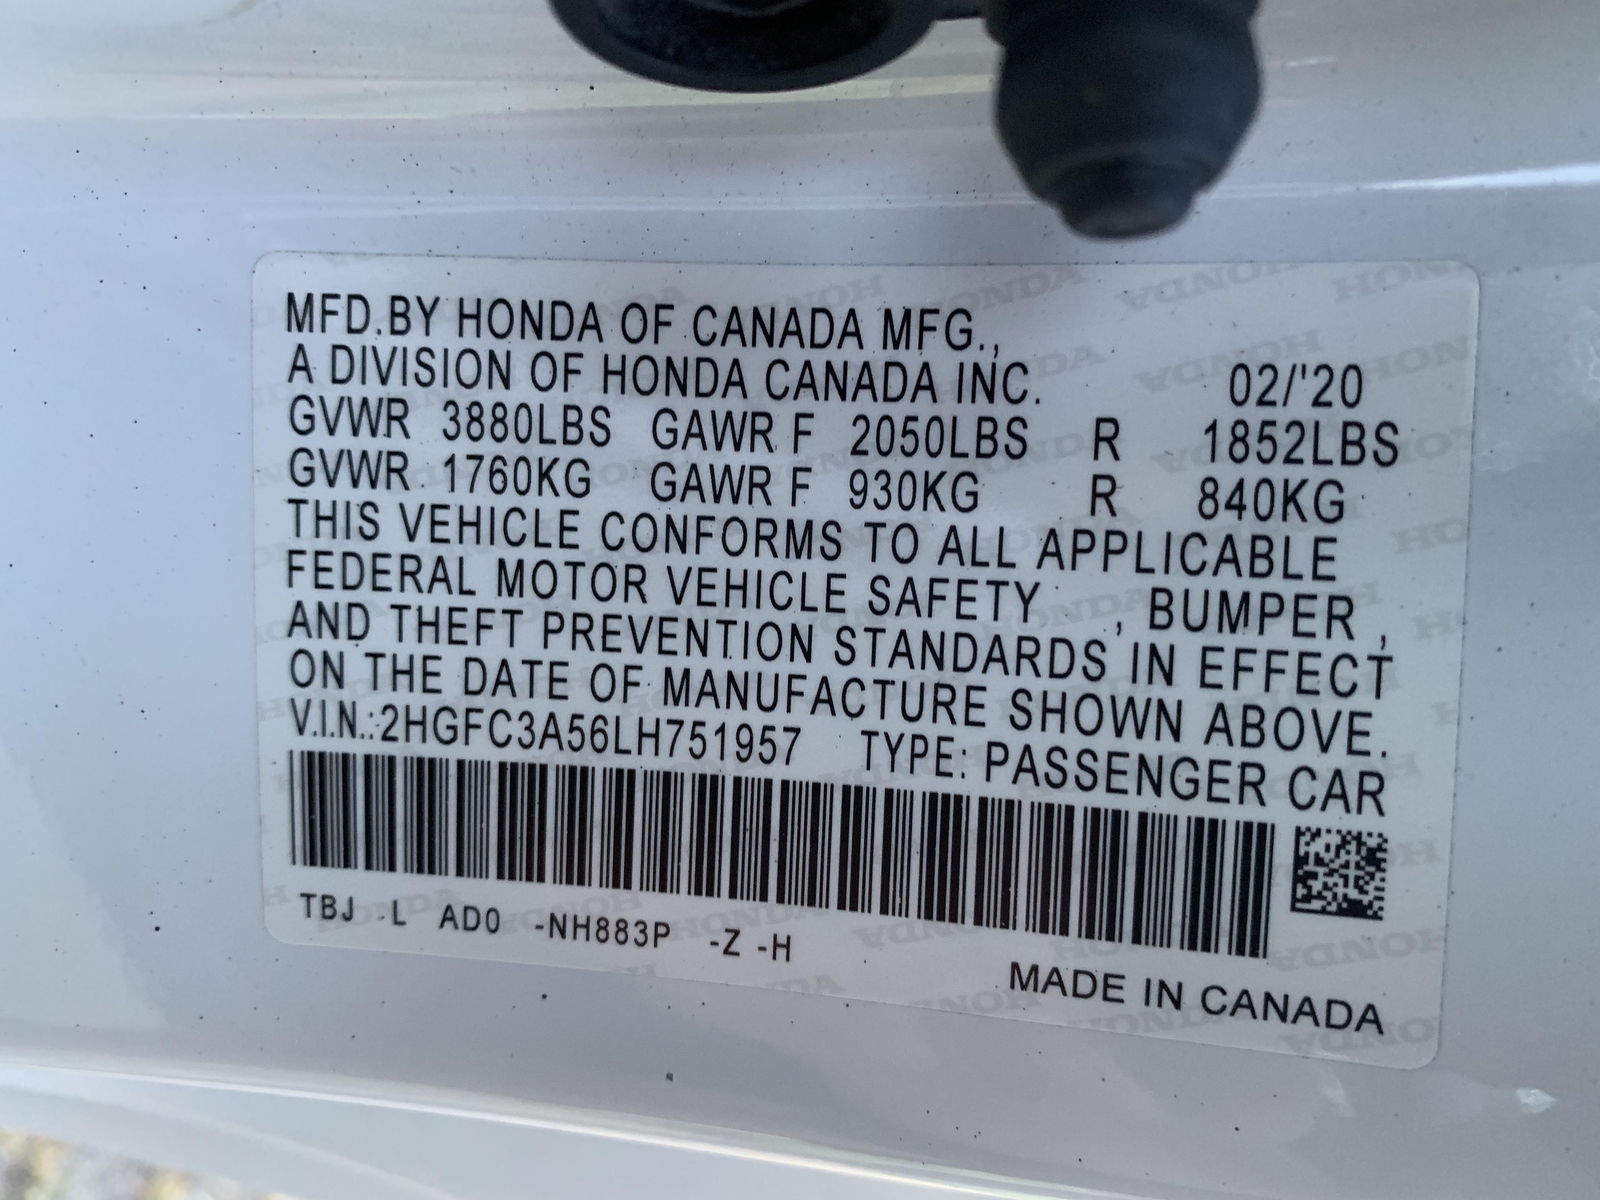 MFD.BY HONDA OF CANADA MFG.,
A DIVISION OF HONDA CANADA INC. 02/'20
GVWR 3880LBS GAWR F 2050LBS R 1852LBS
GVWR 1760KG GAWR F 930KG R 840KG
THIS VEHICLE CONFORMS TO ALL APPLICABLE
FEDERAL MOTOR VEHICLE SAFETY , BUMPER ,
AND THEFT PREVENTION STANDARDS IN EFFECT
ON THE DATE OF MANUFACTURE SHOWN ABOVE.
V.I.N.:2HGFC3A56LH751957 TYPE: PASSENGER CAR
TBJ -L AD0 -NH883P -Z -H
MADE IN CANADA